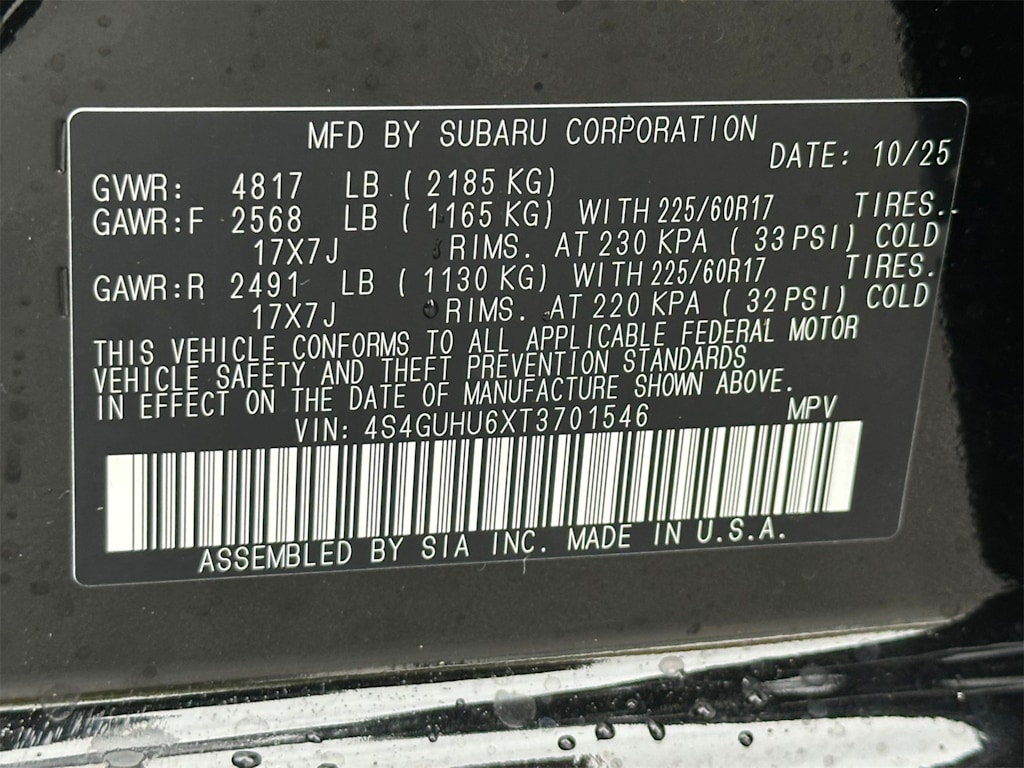 MFD BY SUBARU CORPORATION
DATE: 10/25
GVWR: 4817 LB ( 2185 KG)
GAWR:F 2568 LB ( 1165 KG) WITH 225/60R17 TIRES.
17X7J RIMS. AT 230 KPA ( 33 PSI) COLD
GAWR:R 2491 LB ( 1130 KG) WITH 225/60R17 TIRES.
17X7J RIMS. AT 220 KPA ( 32 PSI) COLD
THIS VEHICLE CONFORMS TO ALL APPLICABLE FEDERAL MOTOR
VEHICLE SAFETY AND THEFT PREVENTION STANDARDS
IN EFFECT ON THE DATE OF MANUFACTURE SHOWN ABOVE.
VIN: 4S4GUHU6XT3701546 MPV
ASSEMBLED BY SIA INC. MADE IN U.S.A.